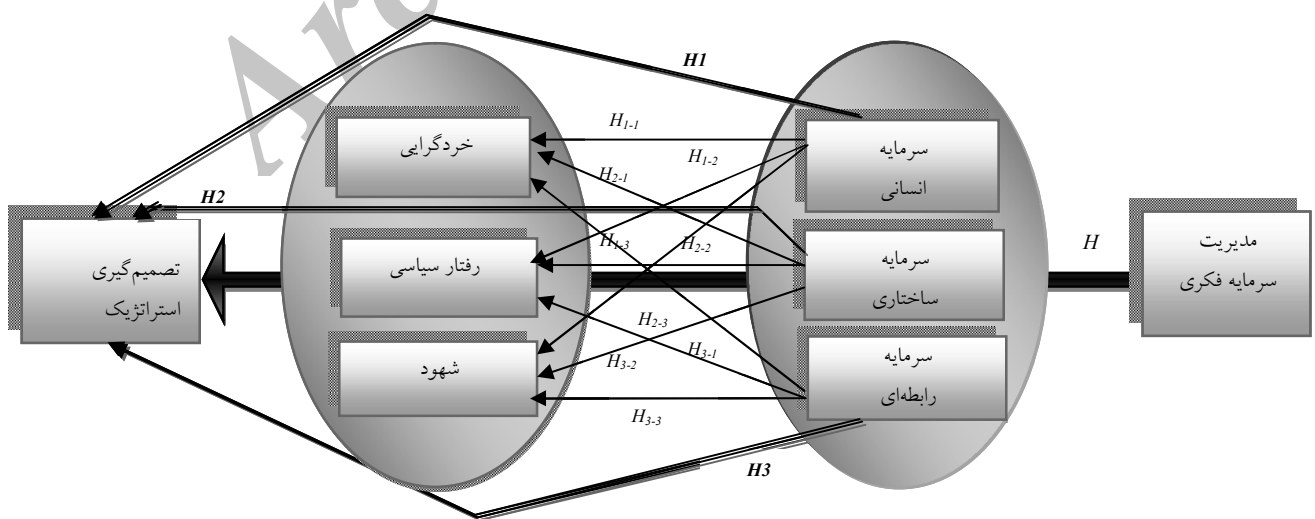 Arc
H1
H1-1
H1-2
H2-1
H2
H1-3
H2-2
H
H2-3
H3-1
H3-2
H3-3
H3
مدیریت
سرمایه فکری
سرمایه
انسانی
سرمایه
ساختاری
سرمایه
رابطه‌ای
خردگرایی
رفتار سیاسی
شهود
تصمیم‌گیری
استراتژیک